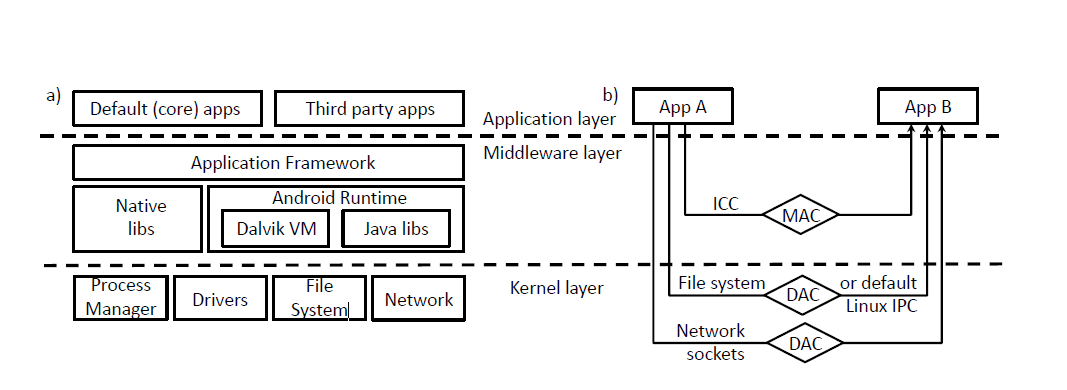 a)
Default (core) apps
Third party apps
Application layer
Middleware layer
Application Framework
Native
libs
Android Runtime
Dalvik VM
Java libs
Process
Manager
Drivers
File
System
Network
Kernel layer
b)
App A
App B
ICC
MAC
File system
DAC
or default
Linux IPC
Network
sockets
DAC